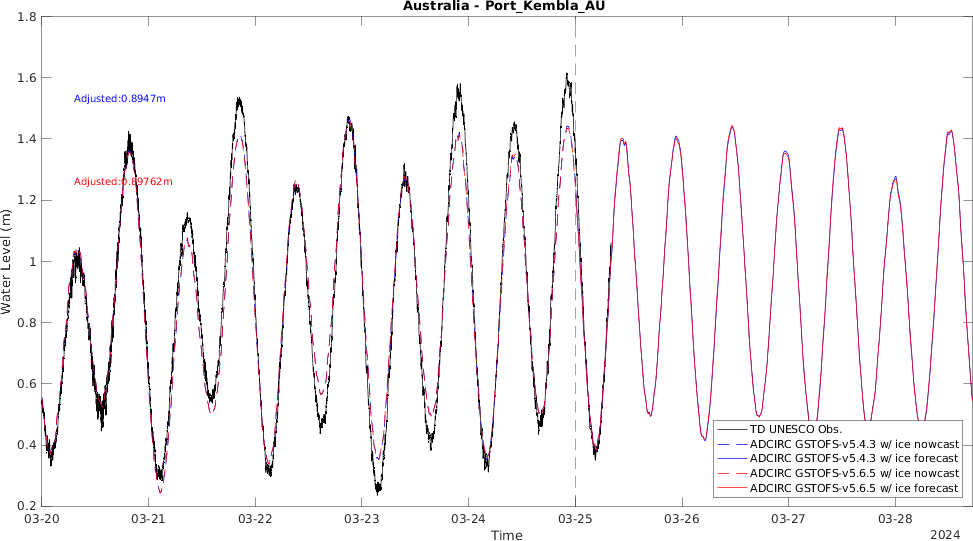 Australia - Port_Kembla_AU
1.8
1.6
1.4
1.2
1
0.8
0.6
0.4
0.2
Water Level (m)
Adjusted:0.8947m
Adjusted:0.89762m
TD UNESCO Obs.
ADCIRC GSTOFS-v5.4.3 w/ ice nowcast
ADCIRC GSTOFS-v5.4.3 w/ ice forecast
ADCIRC GSTOFS-v5.6.5 w/ ice nowcast
ADCIRC GSTOFS-v5.6.5 w/ ice forecast
03-20 03-21 03-22 03-23 03-24 03-25 03-26 03-27 03-28
Time
2024